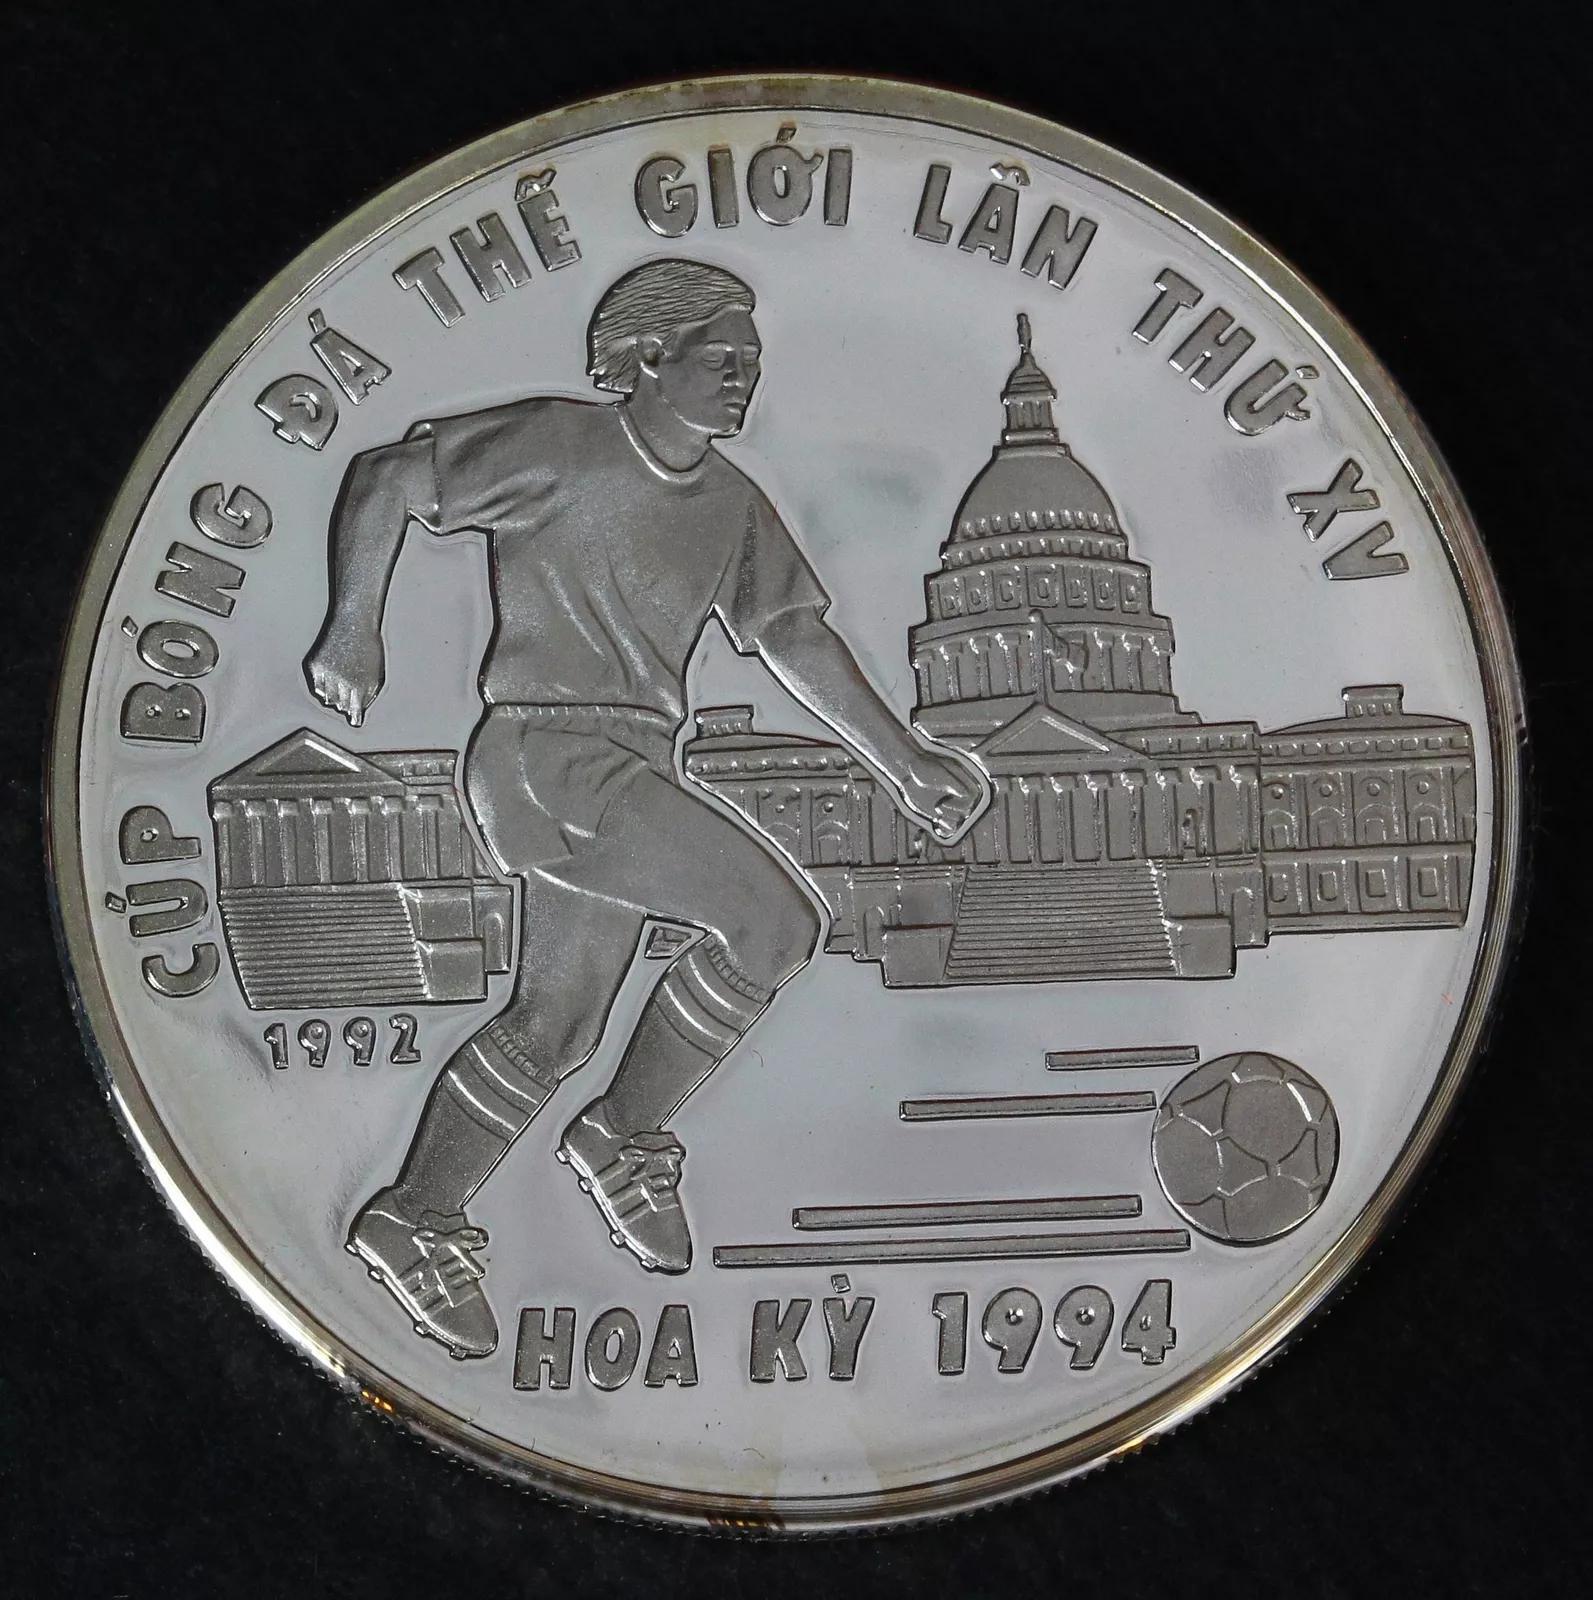 CÚP BÓNG ĐÁ THẾ GIỚI LẦN THỨ XV
1992
HOA KỲ 1994